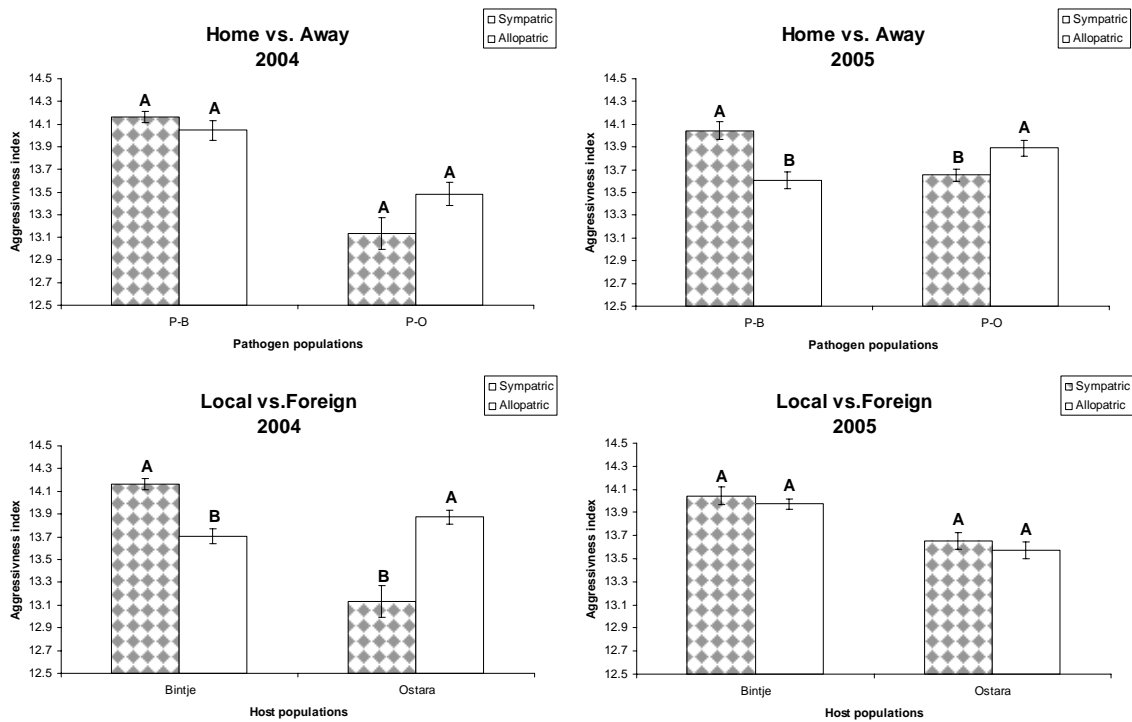 Home vs. Away
2004
Sympatric
Allopatric
Aggressivness index
14.5
14.3
14.1
13.9
13.7
13.5
13.3
13.1
12.9
12.7
12.5
A
A
A
A
P-B
P-O
Pathogen populations
Home vs. Away
2005
Sympatric
Allopatric
Aggressivness index
14.5
14.3
14.1
13.9
13.7
13.5
13.3
13.1
12.9
12.7
12.5
A
B
B
A
P-B
P-O
Pathogen populations
Local vs.Foreign
2004
Sympatric
Allopatric
Aggressivness index
14.5
14.3
14.1
13.9
13.7
13.5
13.3
13.1
12.9
12.7
12.5
A
B
B
A
Bintje
Ostara
Host populations
Local vs.Foreign
2005
Sympatric
Allopatric
Aggressivness index
14.5
14.3
14.1
13.9
13.7
13.5
13.3
13.1
12.9
12.7
12.5
A
A
A
A
Bintje
Ostara
Host populations